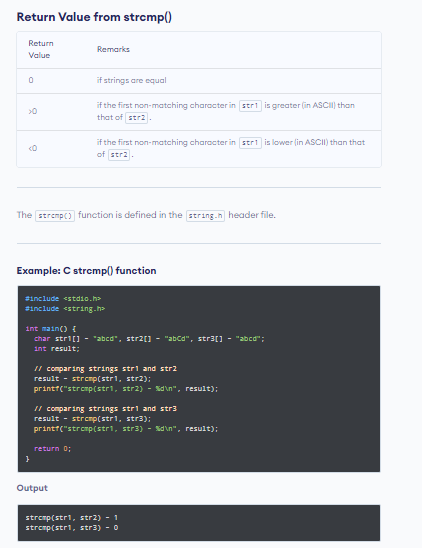 Return Value from strcmp()
Return Value Remarks
0 if strings are equal
>0 if the first non-matching character in str1 is greater (in ASCII) than
that of str2 .
<0 if the first non-matching character in str1 is lower (in ASCII) than that
of str2 .
The strcmp() function is defined in the string.h header file.
Example: C strcmp() function
#include <stdio.h>
#include <string.h>
int main() {
char str1[] = "abcd", str2[] = "abCd", str3[] = "abcd";
int result;
// comparing strings str1 and str2
result = strcmp(str1, str2);
printf("strcmp(str1, str2) = %d\n", result);
// comparing strings str1 and str3
result = strcmp(str1, str3);
printf("strcmp(str1, str3) = %d\n", result);
return 0;
}
Output
strcmp(str1, str2) = 1
strcmp(str1, str3) = 0